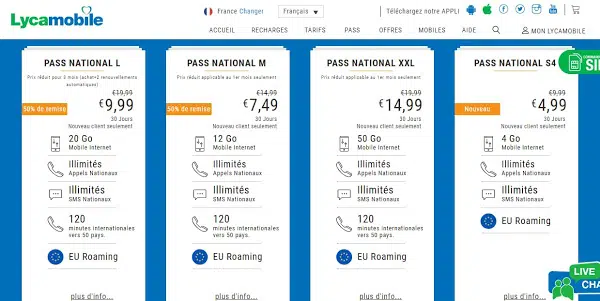 Lycamobile
France Changer
Français
Téléchargez notre APPLI
ACCUEIL RECHARGES TARIFS PASS OFFRES MOBILES AIDE MON LYCAMOBILE
SI
PASS NATIONAL L
Prix réduit pour 3 mois (achat+2 renouvellements
automatiques)
€19,99
50% de remise
€9,99
30 Jours
Nouveau client seulement
20 Go
Mobile Internet
Illimités
Appels Nationaux
Illimités
SMS Nationaux
120
minutes internationales
vers 50 pays.
EU Roaming
plus d'info...
PASS NATIONAL M
Prix réduit applicable au 1er mois seulement
€14,99
50% de remise
€7,49
30 Jours
Nouveau client seulement
12 Go
Mobile Internet
Illimités
Appels Nationaux
Illimités
SMS Nationaux
120
minutes internationales
vers 50 pays.
EU Roaming
plus d'info...
PASS NATIONAL XXL
Prix réduit applicable au 1er mois seulement
€19,99
€14,99
30 Jours
Nouveau client seulement
50 Go
Mobile Internet
Illimités
Appels Nationaux
Illimités
SMS Nationaux
120
minutes internationales
vers 50 pays.
EU Roaming
plus d'info...
PASS NATIONAL S4
€9,99
Nouveau
€4,99
30 Jours
Nouveau client seulement
4 Go
Mobile Internet
Illimités
Appels Nationaux
Illimités
SMS Nationaux
EU Roaming
plus d'info...
LIVE
CHA